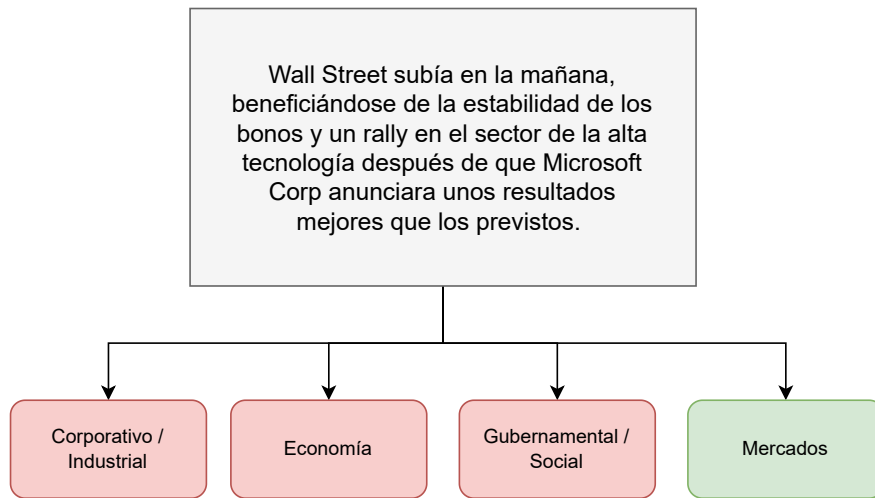 Wall Street subía en la mañana,
beneficiándose de la estabilidad de los
bonos y un rally en el sector de la alta
tecnología después de que Microsoft
Corp anunciara unos resultados
mejores que los previstos.
Corporativo /
Industrial
Economía
Gubernamental /
Social
Mercados